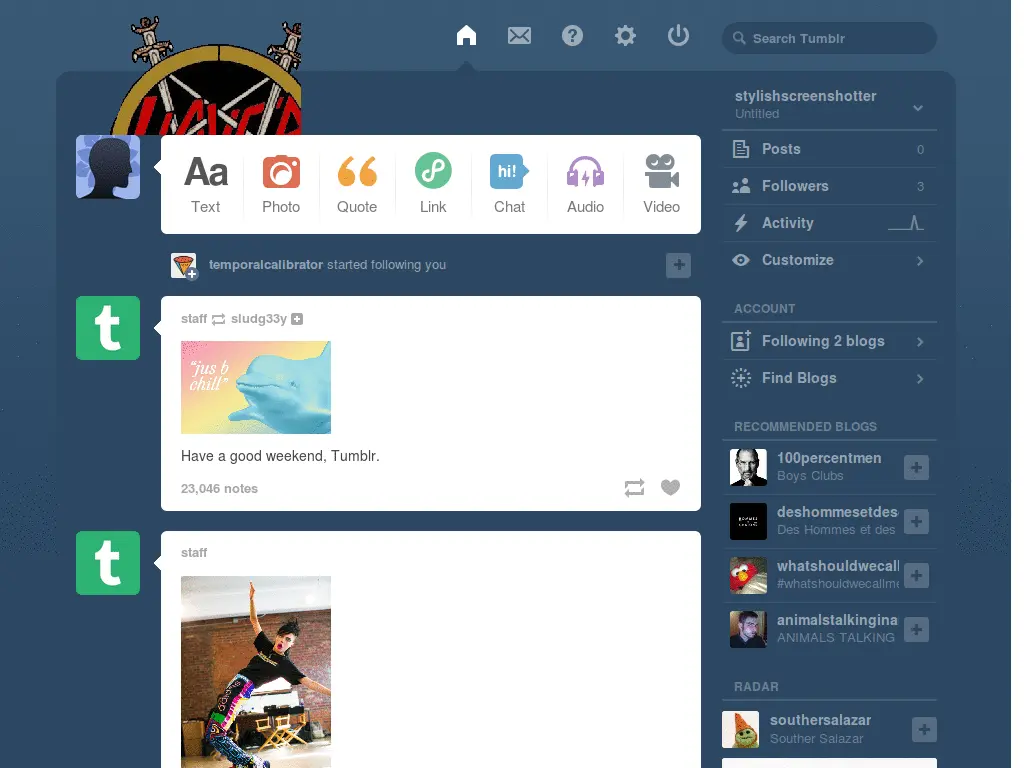 Search Tumblr
SLAYER
Aa
Text
Photo
Quote
Link
hi!
Chat
Audio
Video
temporalcalibrator started following you
t
staff sludg33y
“jus b
chill”
Have a good weekend, Tumblr.
23,046 notes
t
staff
adidas
stylishscreenshotter
Untitled
Posts 0
Followers 3
Activity
Customize
ACCOUNT
Following 2 blogs
Find Blogs
RECOMMENDED BLOGS
100percentmen
Boys Clubs
deshommesetdes
Des Hommes et des
whatshouldwecall
#whatshouldwecallme
animalstalkingina
ANIMALS TALKING
RADAR
southersalazar
Souther Salazar